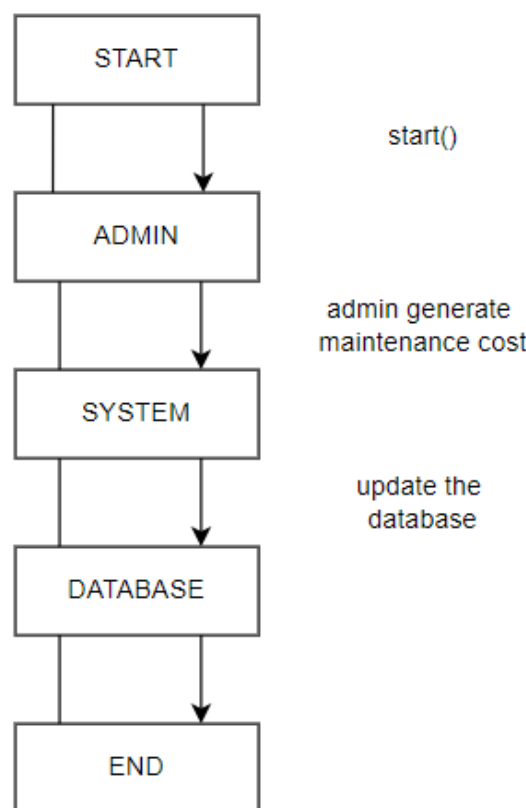 START
start()
ADMIN
admin generate
maintenance cost
SYSTEM
update the
database
DATABASE
END